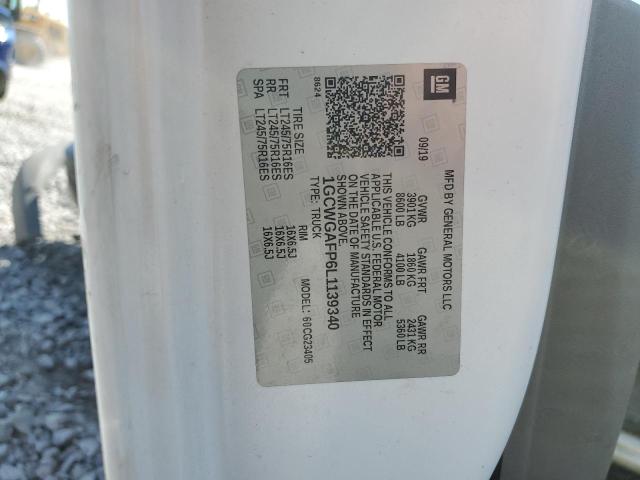 GM
MFD BY GENERAL MOTORS LLC
09/19
GVWR
GAWR FRT
GAWR RR
3901 KG
1860 KG
2431 KG
8600 LB
4100 LB
5360 LB
THIS VEHICLE CONFORMS TO ALL
APPLICABLE U.S. FEDERAL MOTOR
VEHICLE SAFETY STANDARDS IN EFFECT
ON THE DATE OF MANUFACTURE
SHOWN ABOVE.
1GCWGAFP6L1139340
TYPE: TRUCK
MODEL: 60CG23405
8624
TIRE SIZE
RIM
FRT LT245/75R16ES 16X6.5J
RR LT245/75R16ES 16X6.5J
SPA LT245/75R16ES 16X6.5J